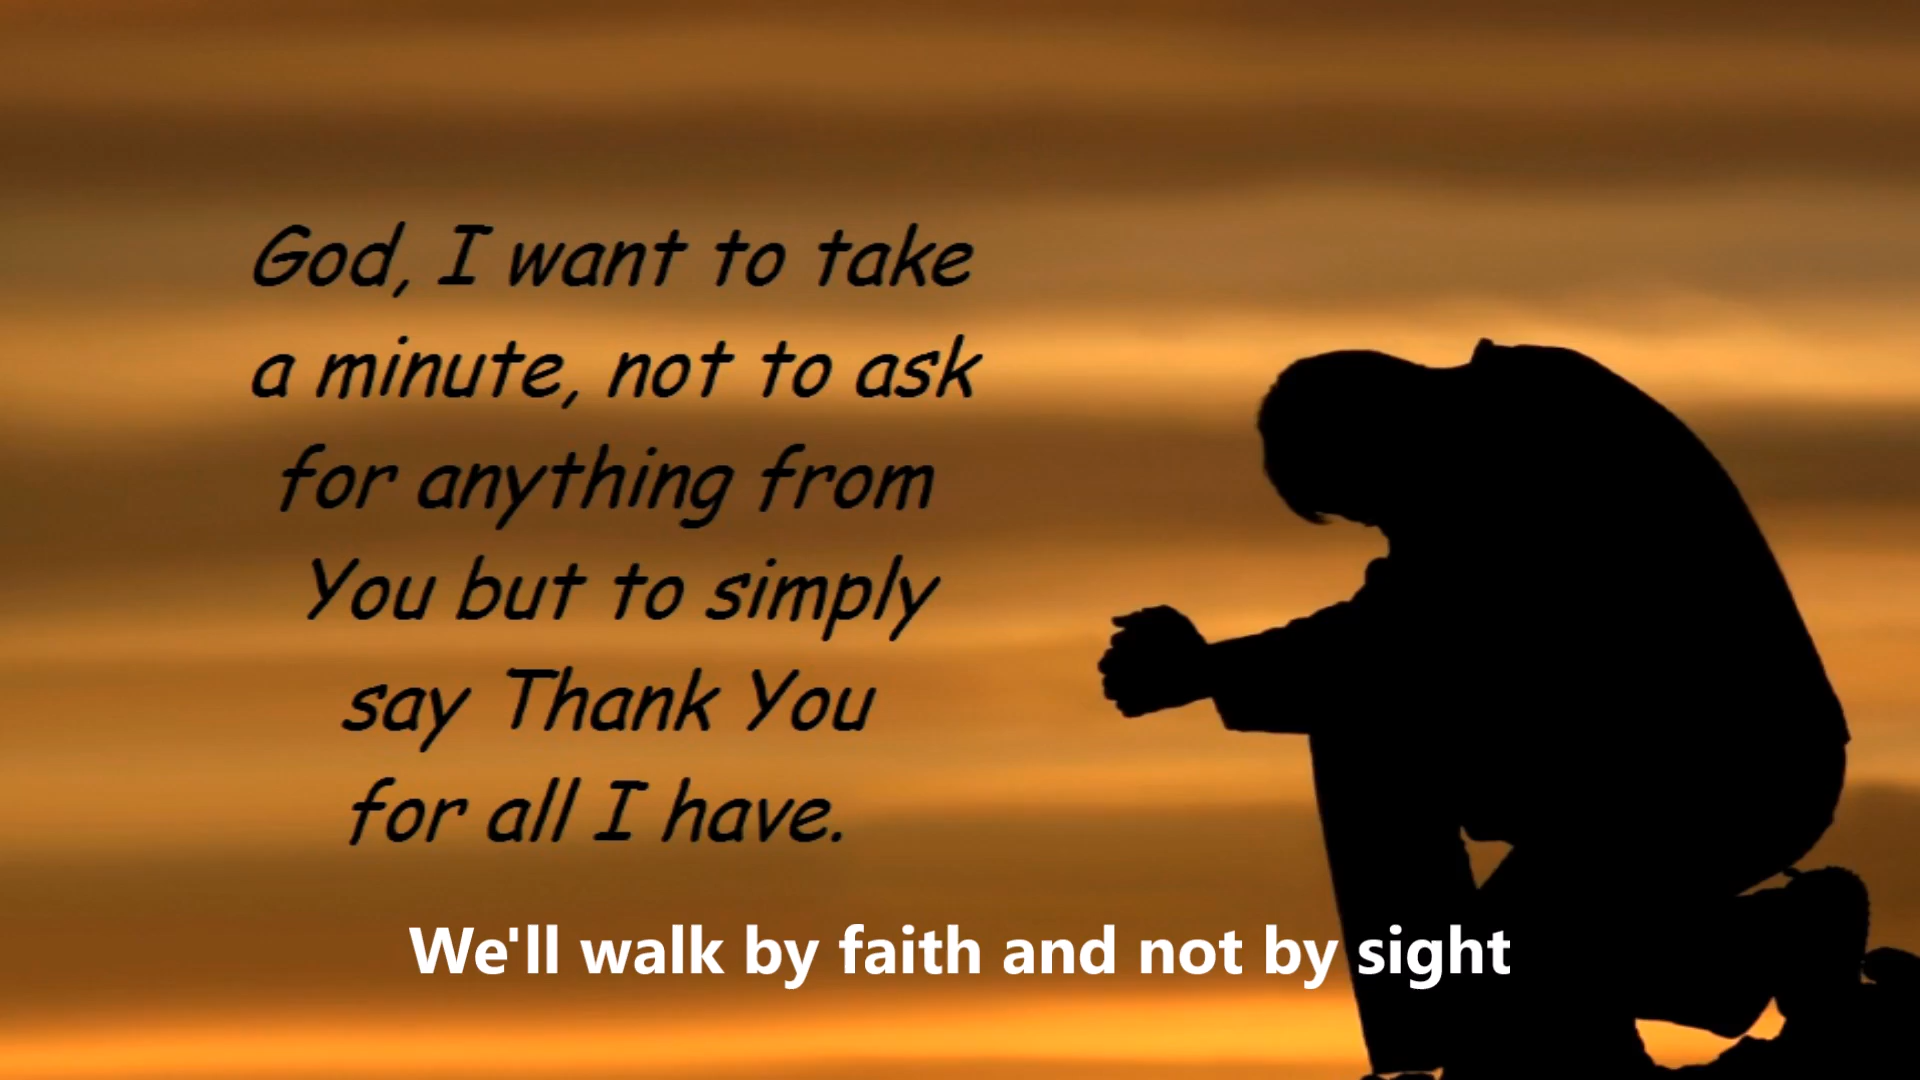 God, I want to take
a minute, not to ask
for anything from
You but to simply
say Thank You
for all I have.
We'll walk by faith and not by sight